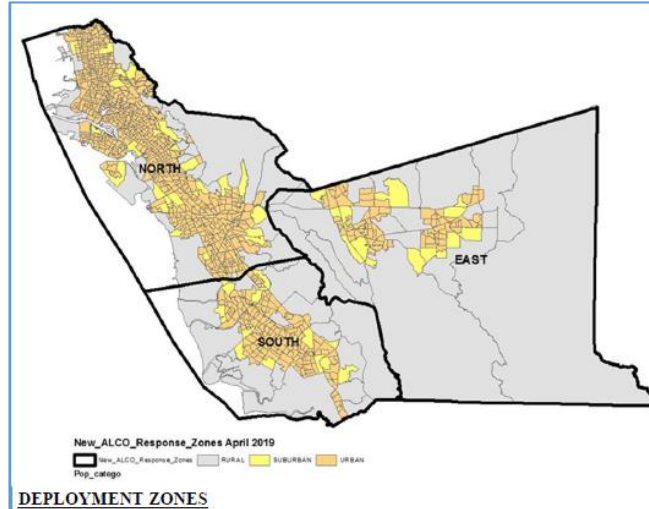 NORTH
EAST
SOUTH
New_ALCO_Response_Zones April 2019
New_ALCO_Response_Zones RURAL SUBURBAN URBAN
Pop_catego
DEPLOYMENT ZONES